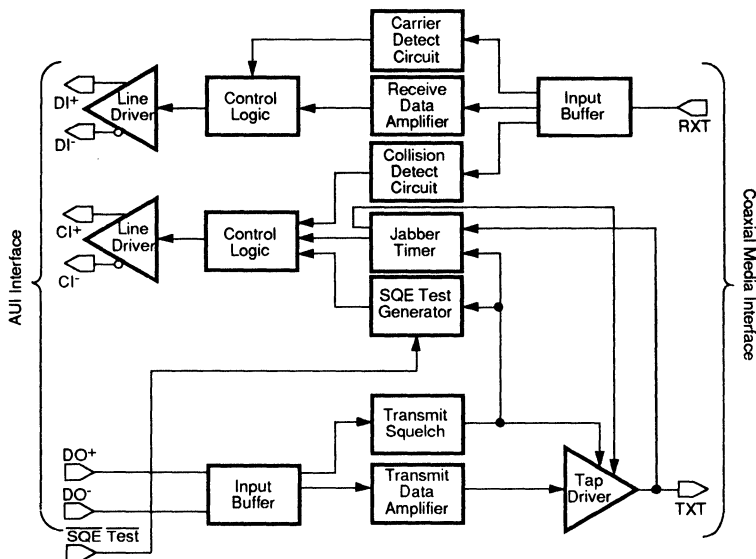 Carrier
Detect
Circuit
DI+
Line
Driver
DI-
Control
Logic
Receive
Data
Amplifier
Input
Buffer
RXT
Collision
Detect
Circuit
CI+
Line
Driver
CI-
Control
Logic
Jabber
Timer
SQE Test
Generator
AUI Interface
Coaxial Media Interface
Transmit
Squelch
DO+
DO-
Input
Buffer
Transmit
Data
Amplifier
Tap
Driver
TXT
SQE TEST